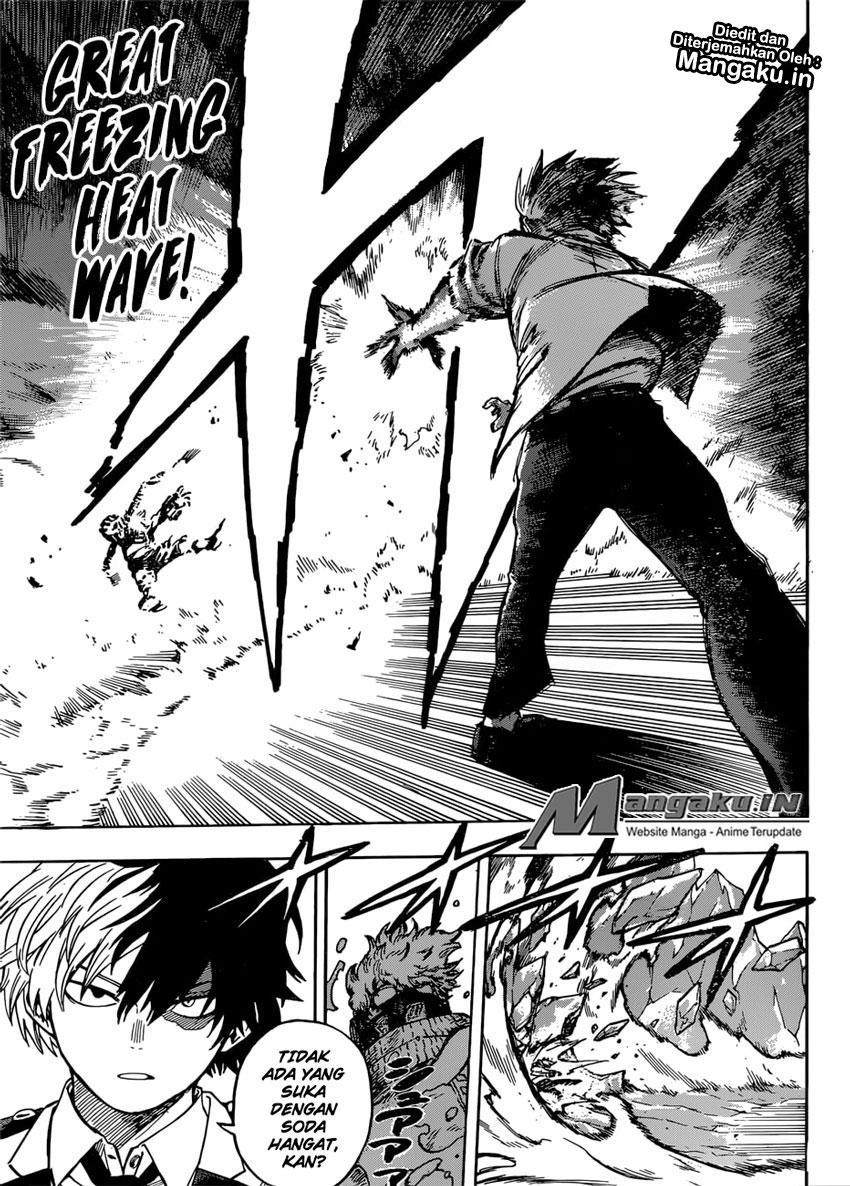 Diedit dan
Diterjemahkan Oleh :
Mangaku.in
GREAT
FREEZING
HEAT
WAVE!
Mangaku.IN
Website Manga - Anime Terupdate
TIDAK
ADA YANG
SUKA
DENGAN
SODA
HANGAT,
KAN?